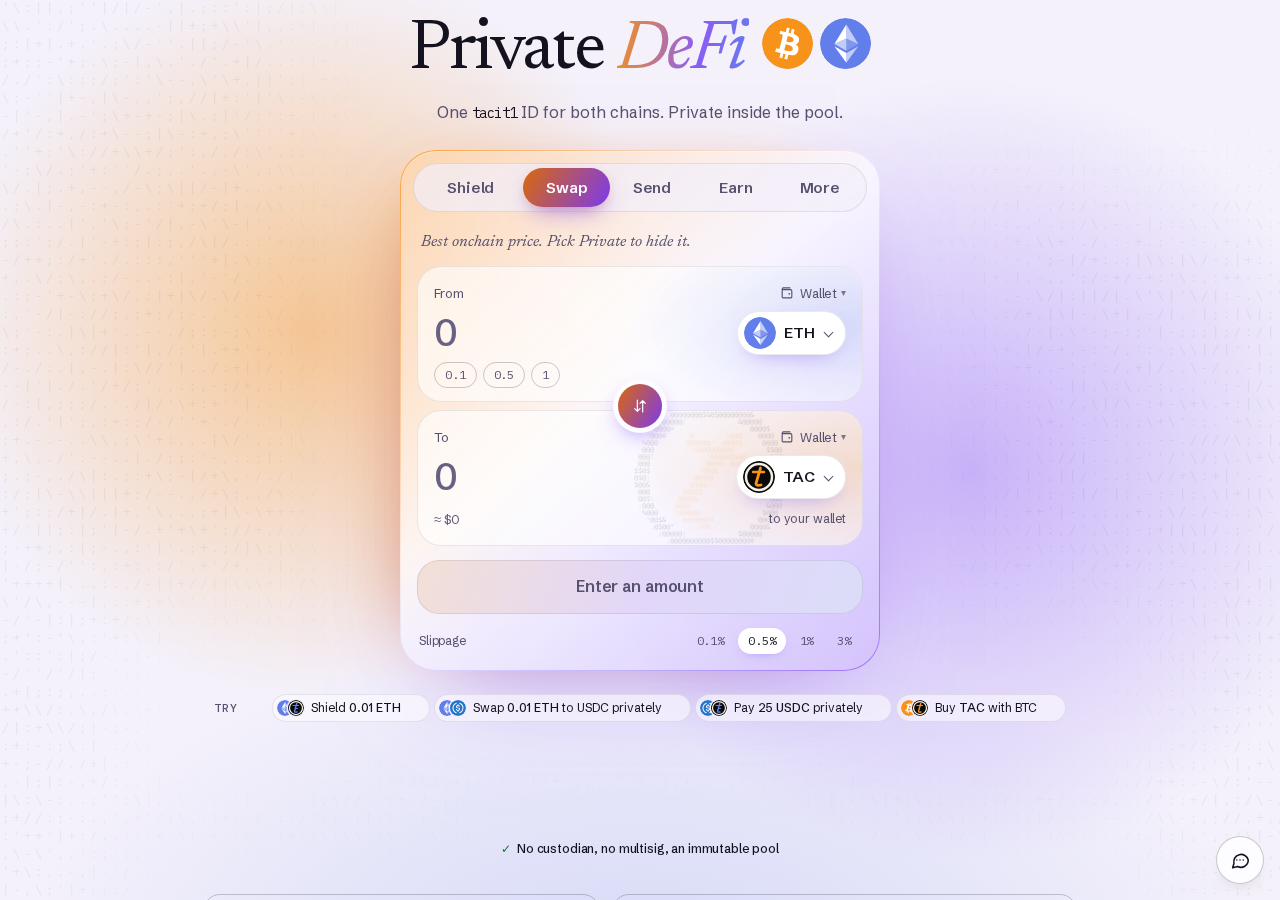 Private DeFi
One tacit1 ID for both chains. Private inside the pool.
Shield Swap Send Earn More
Best onchain price. Pick Private to hide it.
From Wallet ▾
0 ETH
0.1 0.5 1
To Wallet ▾
0 TAC
≈ $0 to your wallet
Enter an amount
Slippage 0.1% 0.5% 1% 3%
TRY Shield 0.01 ETH Swap 0.01 ETH to USDC privately Pay 25 USDC privately Buy TAC with BTC
✓ No custodian, no multisig, an immutable pool